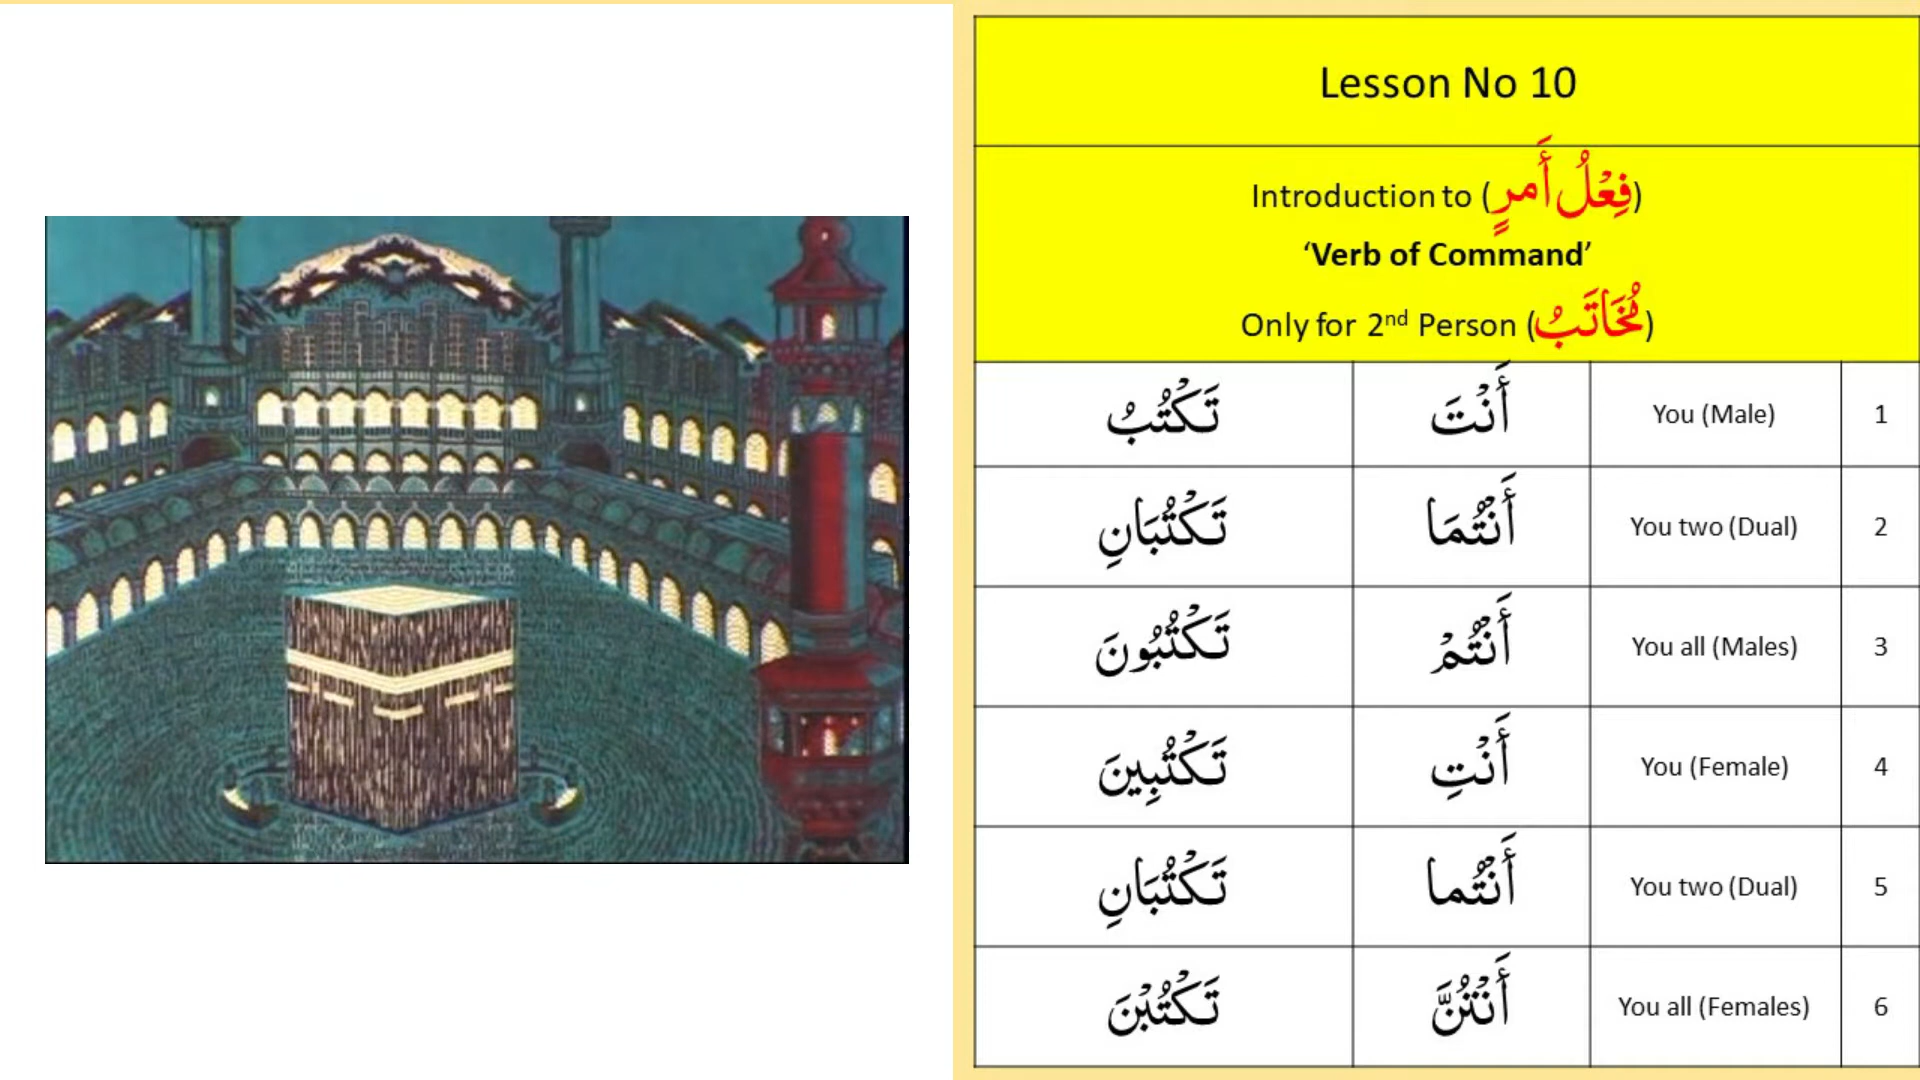 Lesson No 10
Introduction to (فِعْلُ أَمرٍ)
‘Verb of Command’
Only for 2nd Person (مُخَاتَبُ)
تَكْتُبُ أَنْتَ You (Male) 1
تَكْتُبَانِ أَنْتُمَا You two (Dual) 2
تَكْتُبُونَ أَنْتُمْ You all (Males) 3
تَكْتُبِينَ أَنْتِ You (Female) 4
تَكْتُبَانِ أَنْتُما You two (Dual) 5
تَكْتُبْنَ أَنْتُنَّ You all (Females) 6